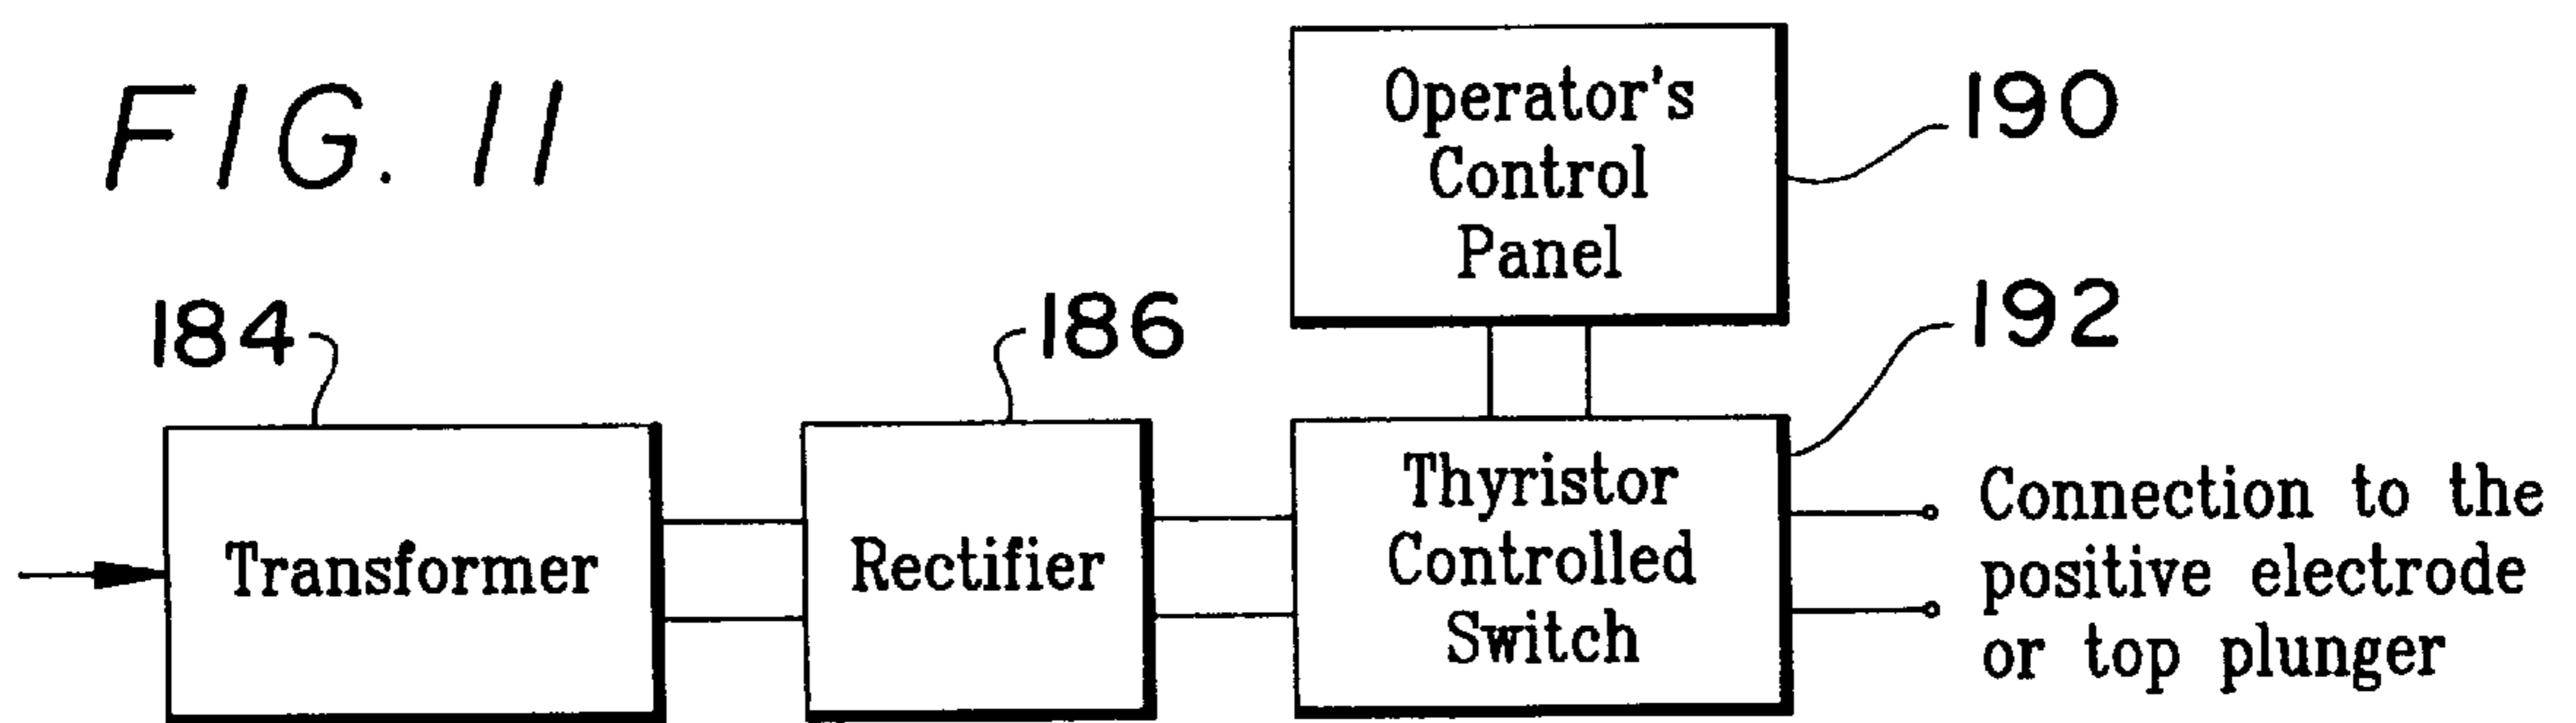 FIG. 11
Operator's
Control
Panel
190
184
186
192
Transformer
Rectifier
Thyristor
Controlled
Switch
Connection to the
positive electrode
or top plunger